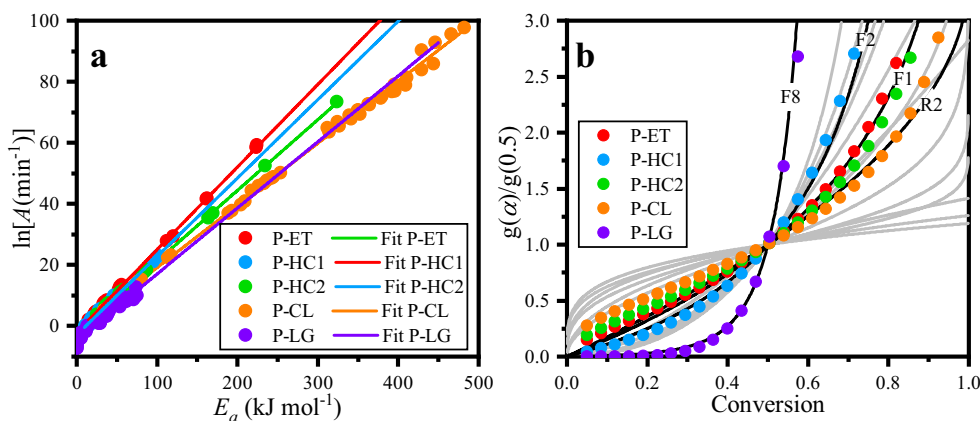 a
ln[A(min⁻¹)]
100
80
60
40
20
0
P-ET Fit P-ET
P-HC1 Fit P-HC1
P-HC2 Fit P-HC2
P-CL Fit P-CL
P-LG Fit P-LG
0 100 200 300 400 500
Eₐ (kJ mol⁻¹)
b
g(α)/g(0.5)
3.0
2.5
2.0
1.5
1.0
0.5
0.0
F8
F2
F1
R2
P-ET
P-HC1
P-HC2
P-CL
P-LG
0.0 0.2 0.4 0.6 0.8 1.0
Conversion